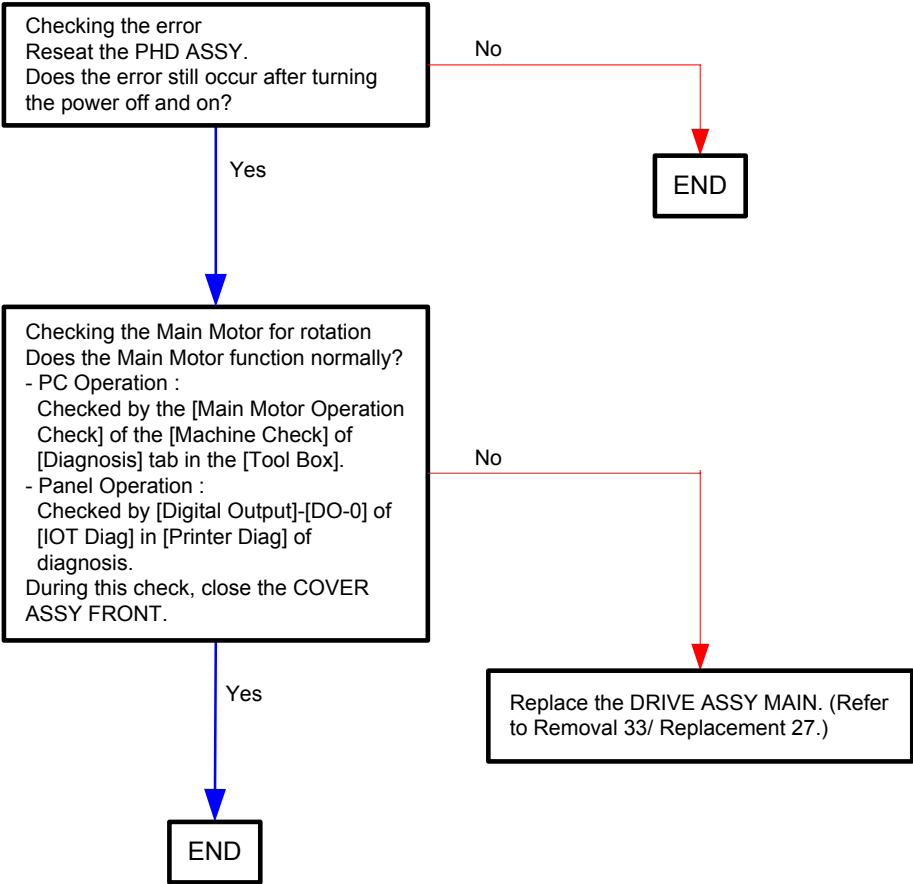 Checking the error
Reseat the PHD ASSY.
Does the error still occur after turning
the power off and on?
No
END
Yes
Checking the Main Motor for rotation
Does the Main Motor function normally?
- PC Operation :
Checked by the [Main Motor Operation
Check] of the [Machine Check] of
[Diagnosis] tab in the [Tool Box].
- Panel Operation :
Checked by [Digital Output]-[DO-0] of
[IOT Diag] in [Printer Diag] of
diagnosis.
During this check, close the COVER
ASSY FRONT.
No
Yes
Replace the DRIVE ASSY MAIN. (Refer
to Removal 33/ Replacement 27.)
END